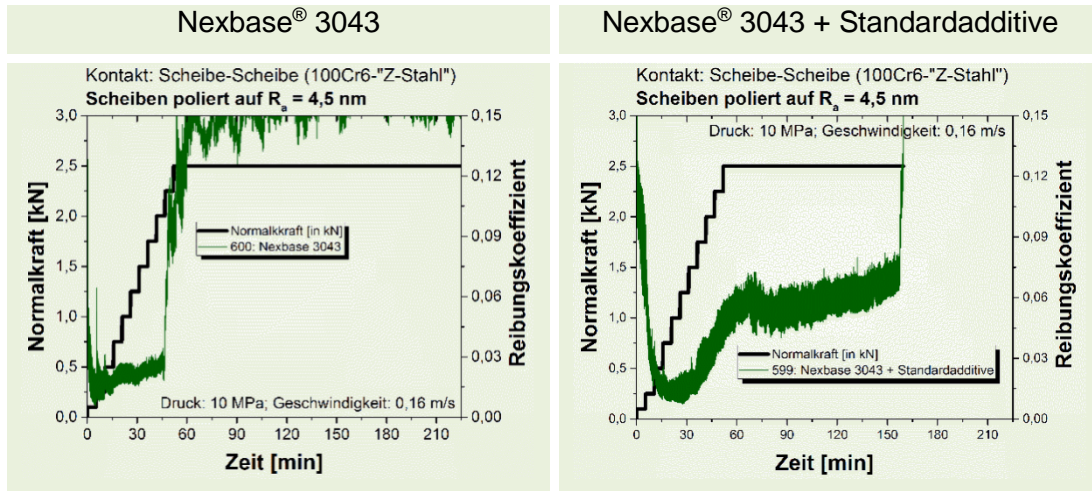 Nexbase® 3043
Kontakt: Scheibe-Scheibe (100Cr6-"Z-Stahl")
Scheiben poliert auf Ra = 4,5 nm
3,0
2,5
2,0
1,5
1,0
0,5
0,0
Normalkraft [kN]
0,15
0,12
0,09
0,06
0,03
0,00
Reibungskoeffizient
Normalkkraft [in kN]
600: Nexbase 3043
Druck: 10 MPa; Geschwindigkeit: 0,16 m/s
0 30 60 90 120 150 180 210
Zeit [min]
Nexbase® 3043 + Standardadditive
Kontakt: Scheibe-Scheibe (100Cr6-"Z-Stahl")
Scheiben poliert auf Ra = 4,5 nm
Druck: 10 MPa; Geschwindigkeit: 0,16 m/s
3,0
2,5
2,0
1,5
1,0
0,5
0,0
Normalkraft [kN]
0,15
0,12
0,09
0,06
0,03
0,00
Reibungskoeffizient
Normalkraft [in kN]
599: Nexbase 3043 + Standardadditive
0 30 60 90 120 150 180 210
Zeit [min]